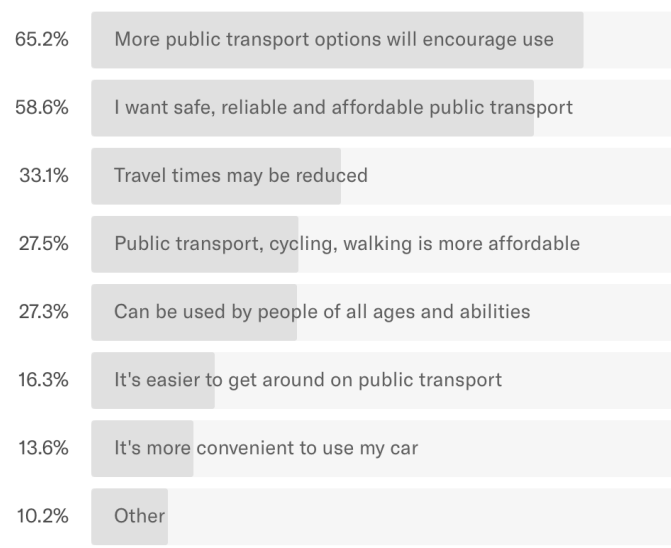 65.2% More public transport options will encourage use
58.6% I want safe, reliable and affordable public transport
33.1% Travel times may be reduced
27.5% Public transport, cycling, walking is more affordable
27.3% Can be used by people of all ages and abilities
16.3% It's easier to get around on public transport
13.6% It's more convenient to use my car
10.2% Other